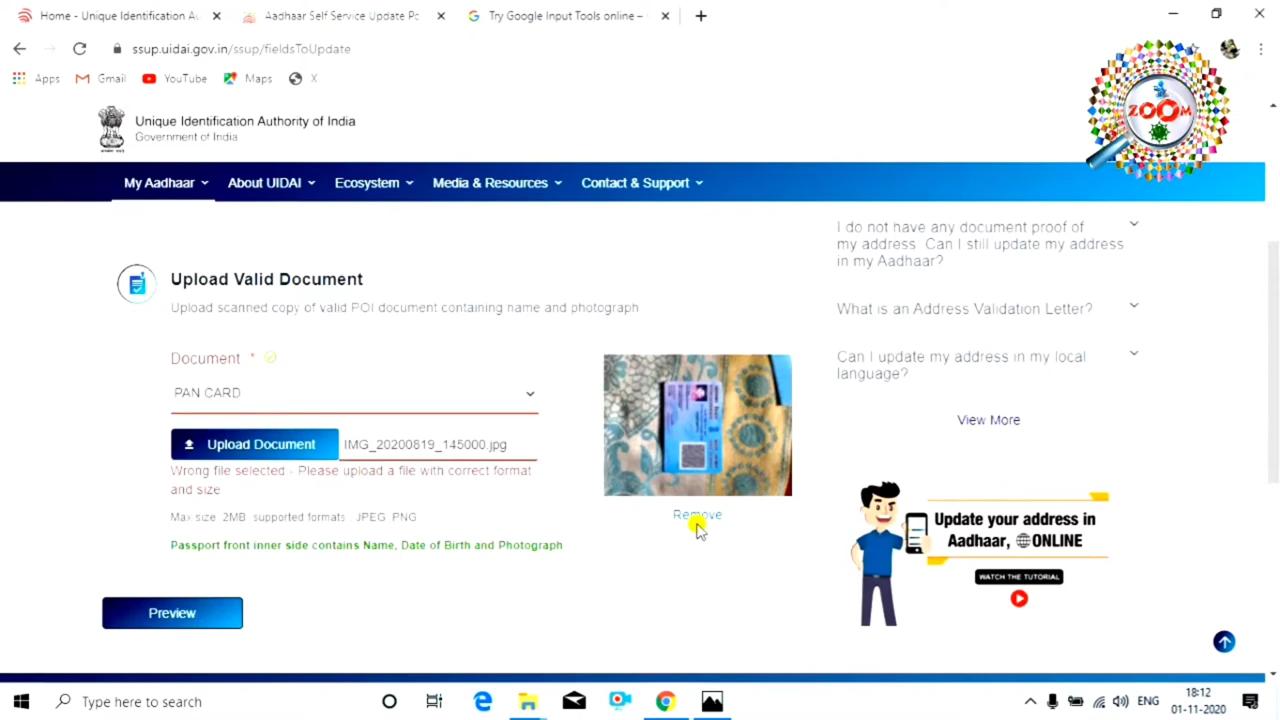 Home - Unique Identification Au
Aadhaar Self Service Update Po
Try Google Input Tools online –
ssup.uidai.gov.in/ssup/fieldsToUpdate
Apps
Gmail
YouTube
Maps
X
ZOOM
Unique Identification Authority of India
Government of India
My Aadhaar
About UIDAI
Ecosystem
Media & Resources
Contact & Support
I do not have any document proof of
my address Can I still update my address
in my Aadhaar?
Upload Valid Document
Upload scanned copy of valid POI document containing name and photograph
What is an Address Validation Letter?
Document *
Can I update my address in my local
language?
PAN CARD
View More
Upload Document
IMG_20200819_145000.jpg
Wrong file selected - Please upload a file with correct format
and size
Max size 2MB supported formats JPEG PNG
Remove
Passport front inner side contains Name, Date of Birth and Photograph
Update your address in
Aadhaar, ONLINE
WATCH THE TUTORIAL
Preview
Type here to search
ENG
18:12
01-11-2020